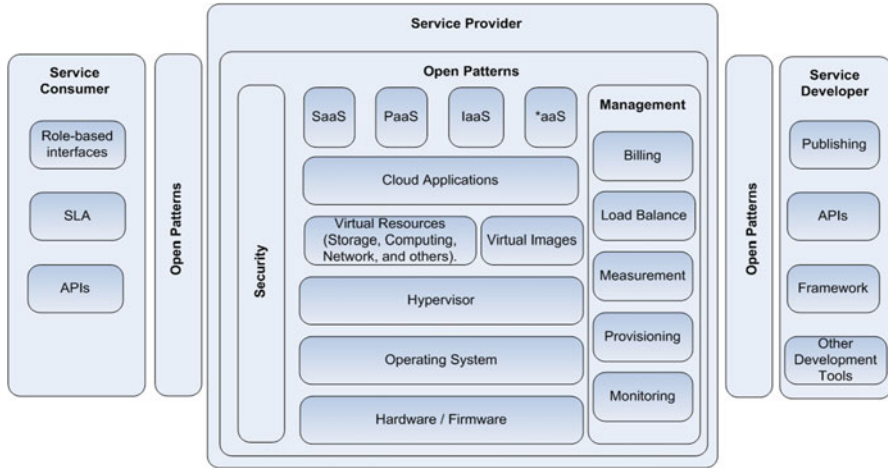 Service Provider
Service
Consumer
Role-based
interfaces
SLA
APIs
Open Patterns
Open Patterns
Security
SaaS
PaaS
IaaS
*aaS
Cloud Applications
Virtual Resources
(Storage, Computing,
Network, and others).
Virtual Images
Hypervisor
Operating System
Hardware / Firmware
Management
Billing
Load Balance
Measurement
Provisioning
Monitoring
Open Patterns
Service
Developer
Publishing
APIs
Framework
Other
Development
Tools